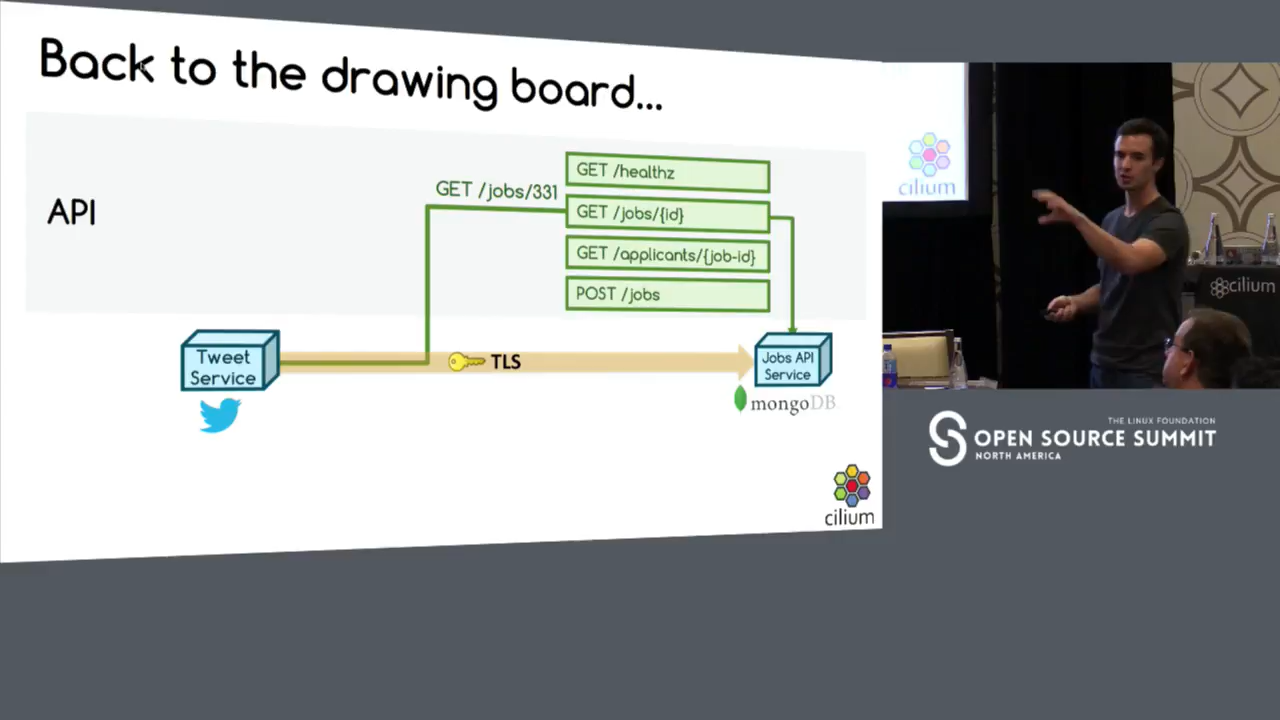 Back to the drawing board...
API
GET /jobs/331
GET /healthz
GET /jobs/{id}
GET /applicants/{job-id}
POST /jobs
Tweet
Service
TLS
Jobs API
Service
mongoDB
cilium
cilium
cilium
THE LINUX FOUNDATION
OPEN SOURCE SUMMIT
NORTH AMERICA